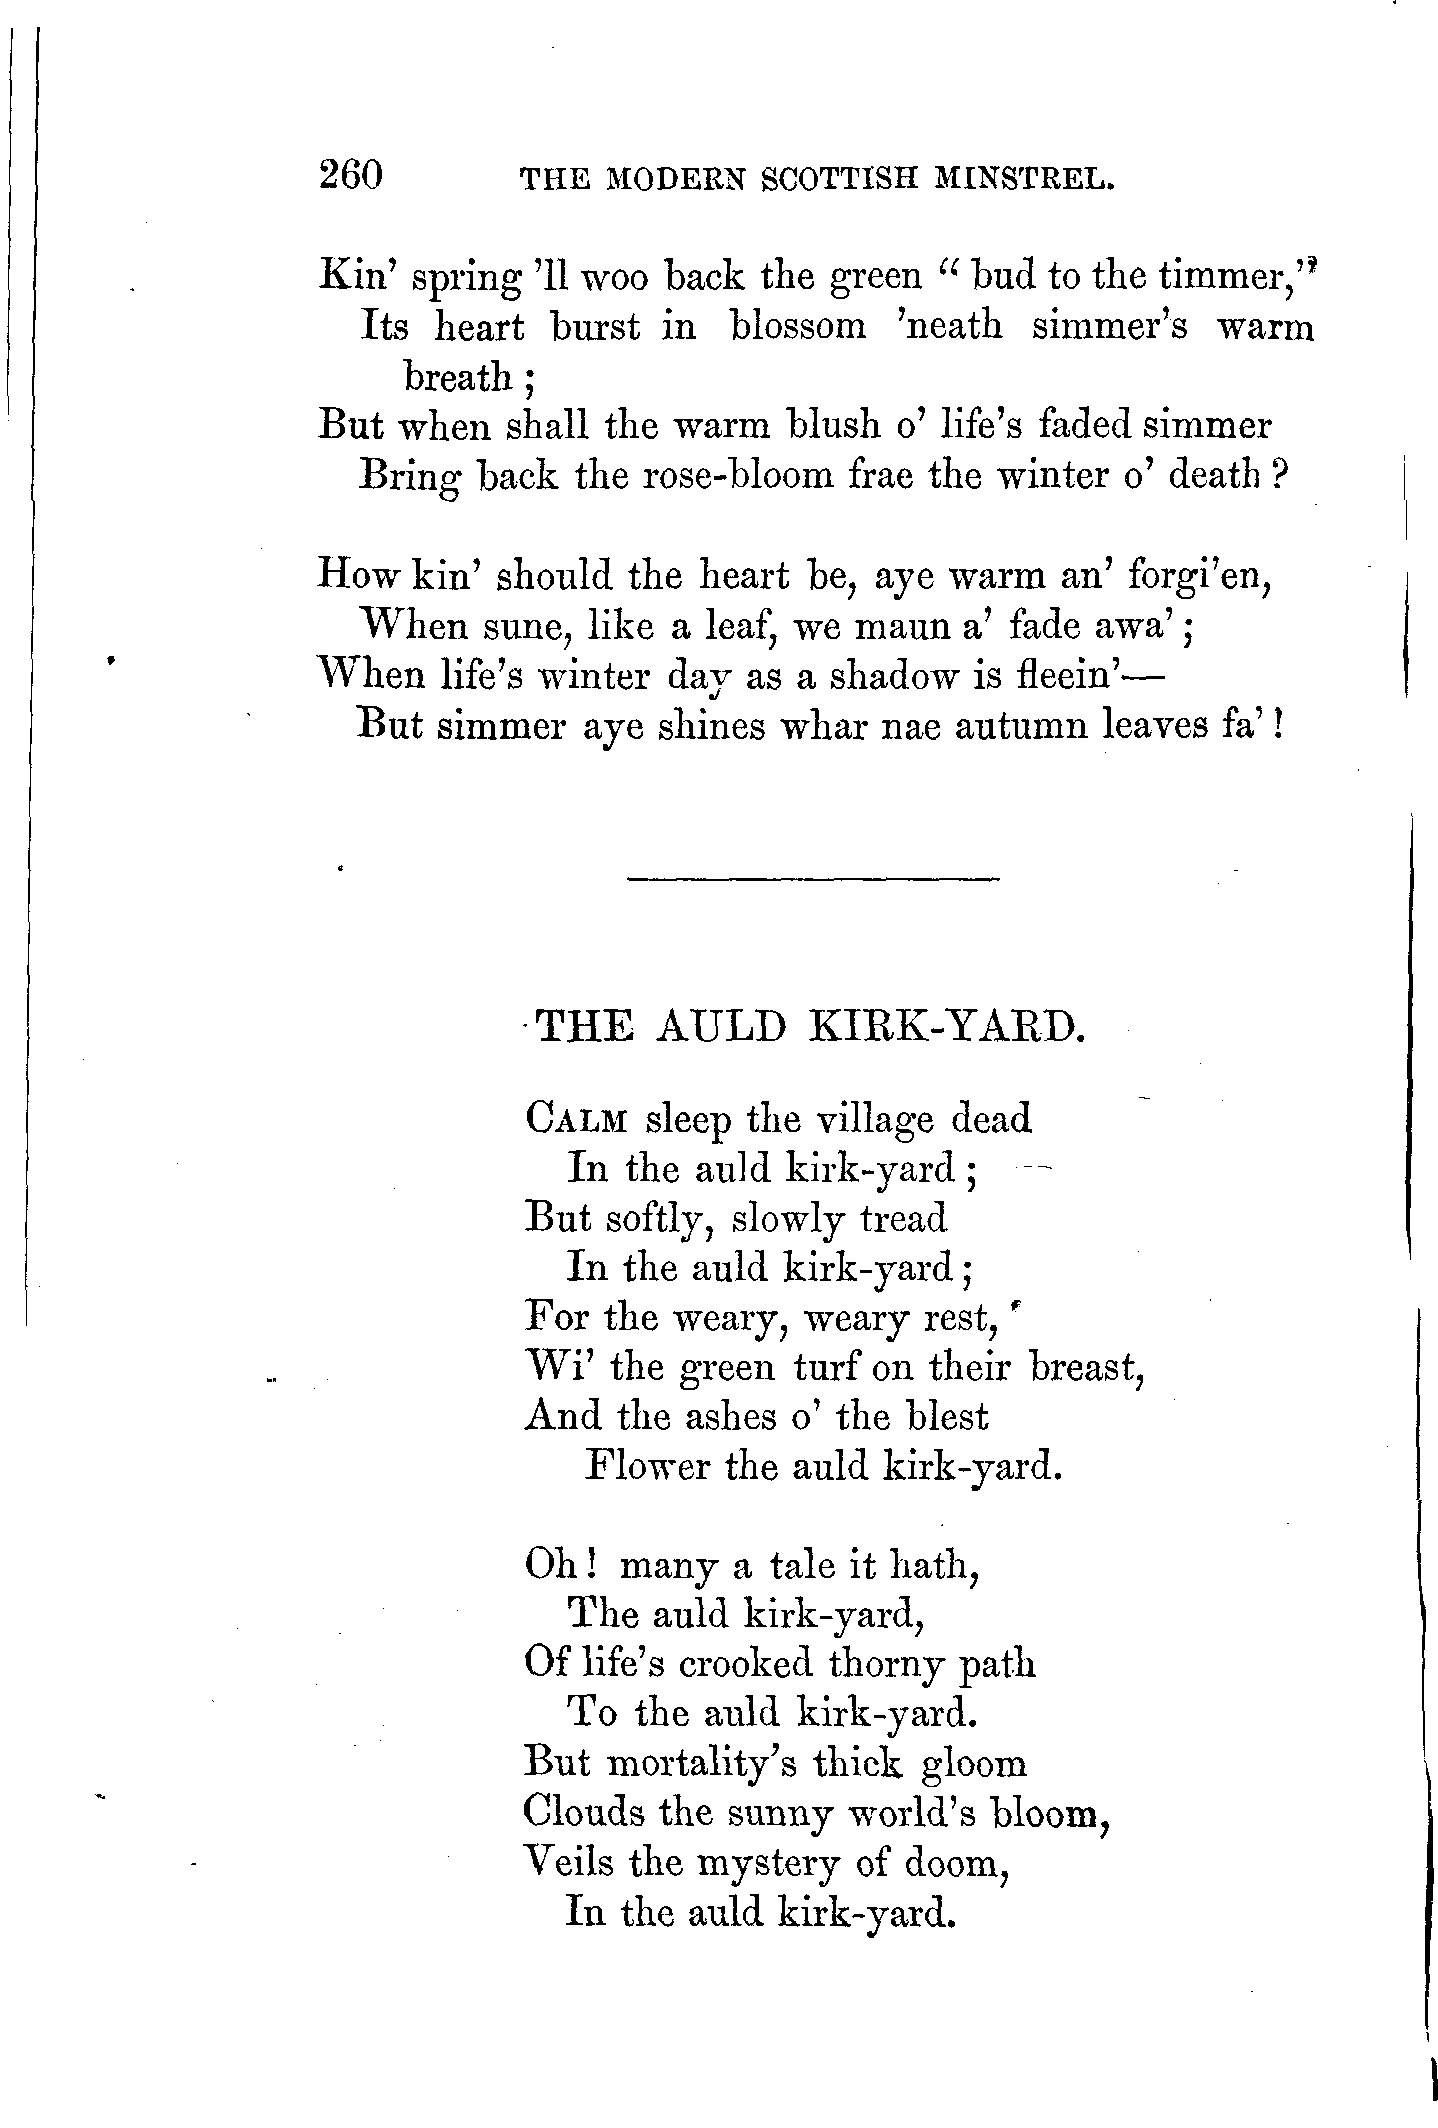 260 THE MODERN SCOTTISH MINSTREL.
Kin' spring 'll woo back the green " bud to the timmer,"
Its heart burst in blossom 'neath simmer's warm
breath ;
But when shall the warm blush o' life's faded simmer
Bring back the rose-bloom frae the winter o' death ?
How kin' should the heart be, aye warm an' forgi'en,
When sune, like a leaf, we maun a' fade awa' ;
When life's winter day as a shadow is fleein'—
But simmer aye shines whar nae autumn leaves fa' !
THE AULD KIRK-YARD.
CALM sleep the village dead
In the auld kirk-yard ;
But softly, slowly tread
In the auld kirk-yard ;
For the weary, weary rest,
Wi' the green turf on their breast,
And the ashes o' the blest
Flower the auld kirk-yard.
Oh ! many a tale it hath,
The auld kirk-yard,
Of life's crooked thorny path
To the auld kirk-yard.
But mortality's thick gloom
Clouds the sunny world's bloom,
Veils the mystery of doom,
In the auld kirk-yard.